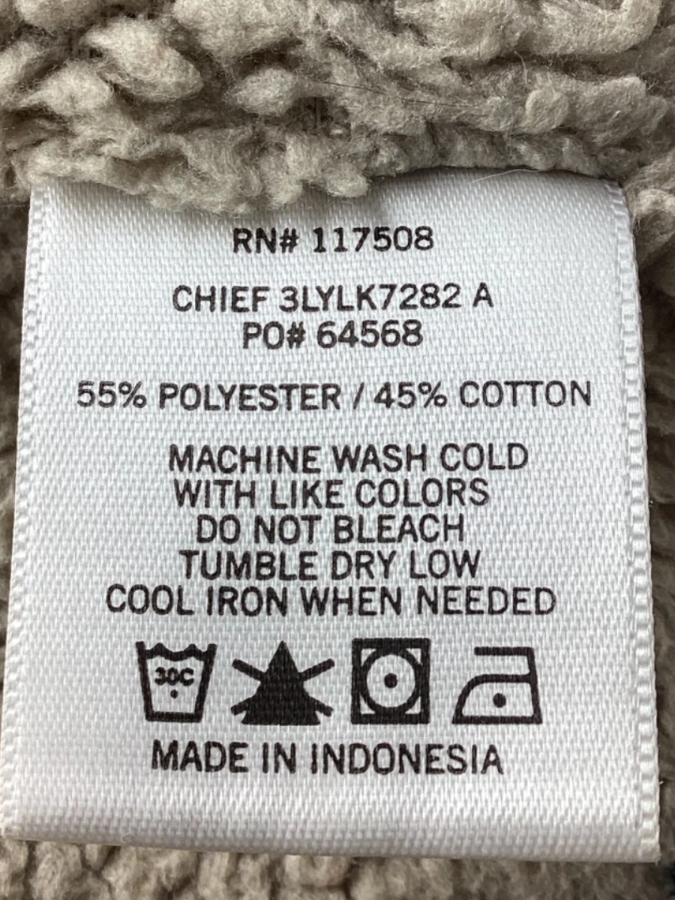 RN# 117508
CHIEF 3LYLK7282 A
PO# 64568
55% POLYESTER / 45% COTTON
MACHINE WASH COLD
WITH LIKE COLORS
DO NOT BLEACH
TUMBLE DRY LOW
COOL IRON WHEN NEEDED
30C
MADE IN INDONESIA